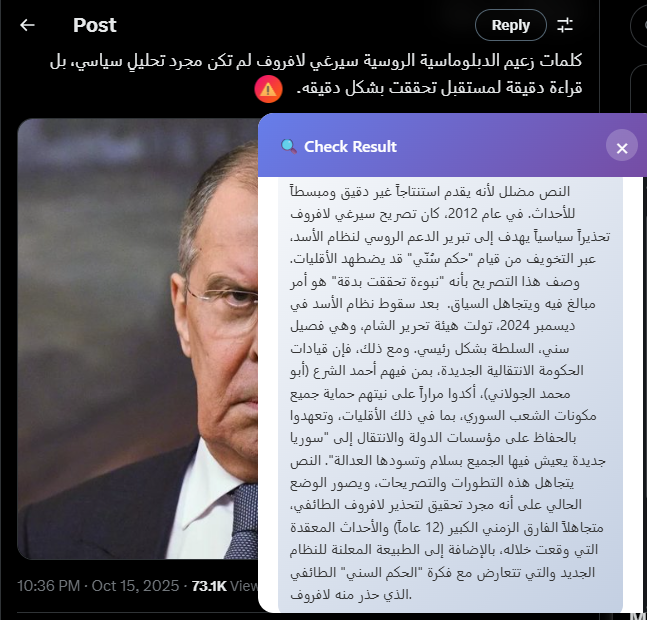 Post
Reply
كلمات زعيم الدبلوماسية الروسية سيرغي لافروف لم تكن مجرد تحليل سياسي، بل
قراءة دقيقة لمستقبل تحققت بشكل دقيقه.
Check Result
النص مضلل لأنه يقدم استنتاجاً غير دقيق ومبسطاً
للأحداث. في عام 2012، كان تصريح سيرغي لافروف
تحذيراً سياسياً يهدف إلى تبرير الدعم الروسي لنظام الأسد،
عبر التخويف من قيام "حكم سُنّي" قد يضطهد الأقليات.
وصف هذا التصريح بأنه "نبوءة تحققت بدقة" هو أمر
مبالغ فيه ويتجاهل السياق. بعد سقوط نظام الأسد في
ديسمبر 2024، تولت هيئة تحرير الشام، وهي فصيل
سني، السلطة بشكل رئيسي. ومع ذلك، فإن قيادات
الحكومة الانتقالية الجديدة، بمن فيهم أحمد الشرع (أبو
محمد الجولاني)، أكدوا مراراً على نيتهم حماية جميع
مكونات الشعب السوري، بما في ذلك الأقليات، وتعهدوا
بالحفاظ على مؤسسات الدولة والانتقال إلى "سوريا
جديدة يعيش فيها الجميع بسلام وتسودها العدالة". النص
يتجاهل هذه التطورات والتصريحات، ويصور الوضع
الحالي على أنه مجرد تحقيق لتحذير لافروف الطائفي،
متجاهلاً الفارق الزمني الكبير (12 عاماً) والأحداث المعقدة
التي وقعت خلاله، بالإضافة إلى الطبيعة المعلنة للنظام
الجديد والتي تتعارض مع فكرة "الحكم السني" الطائفي
الذي حذر منه لافروف.
10:36 PM · Oct 15, 2025 · 73.1K View